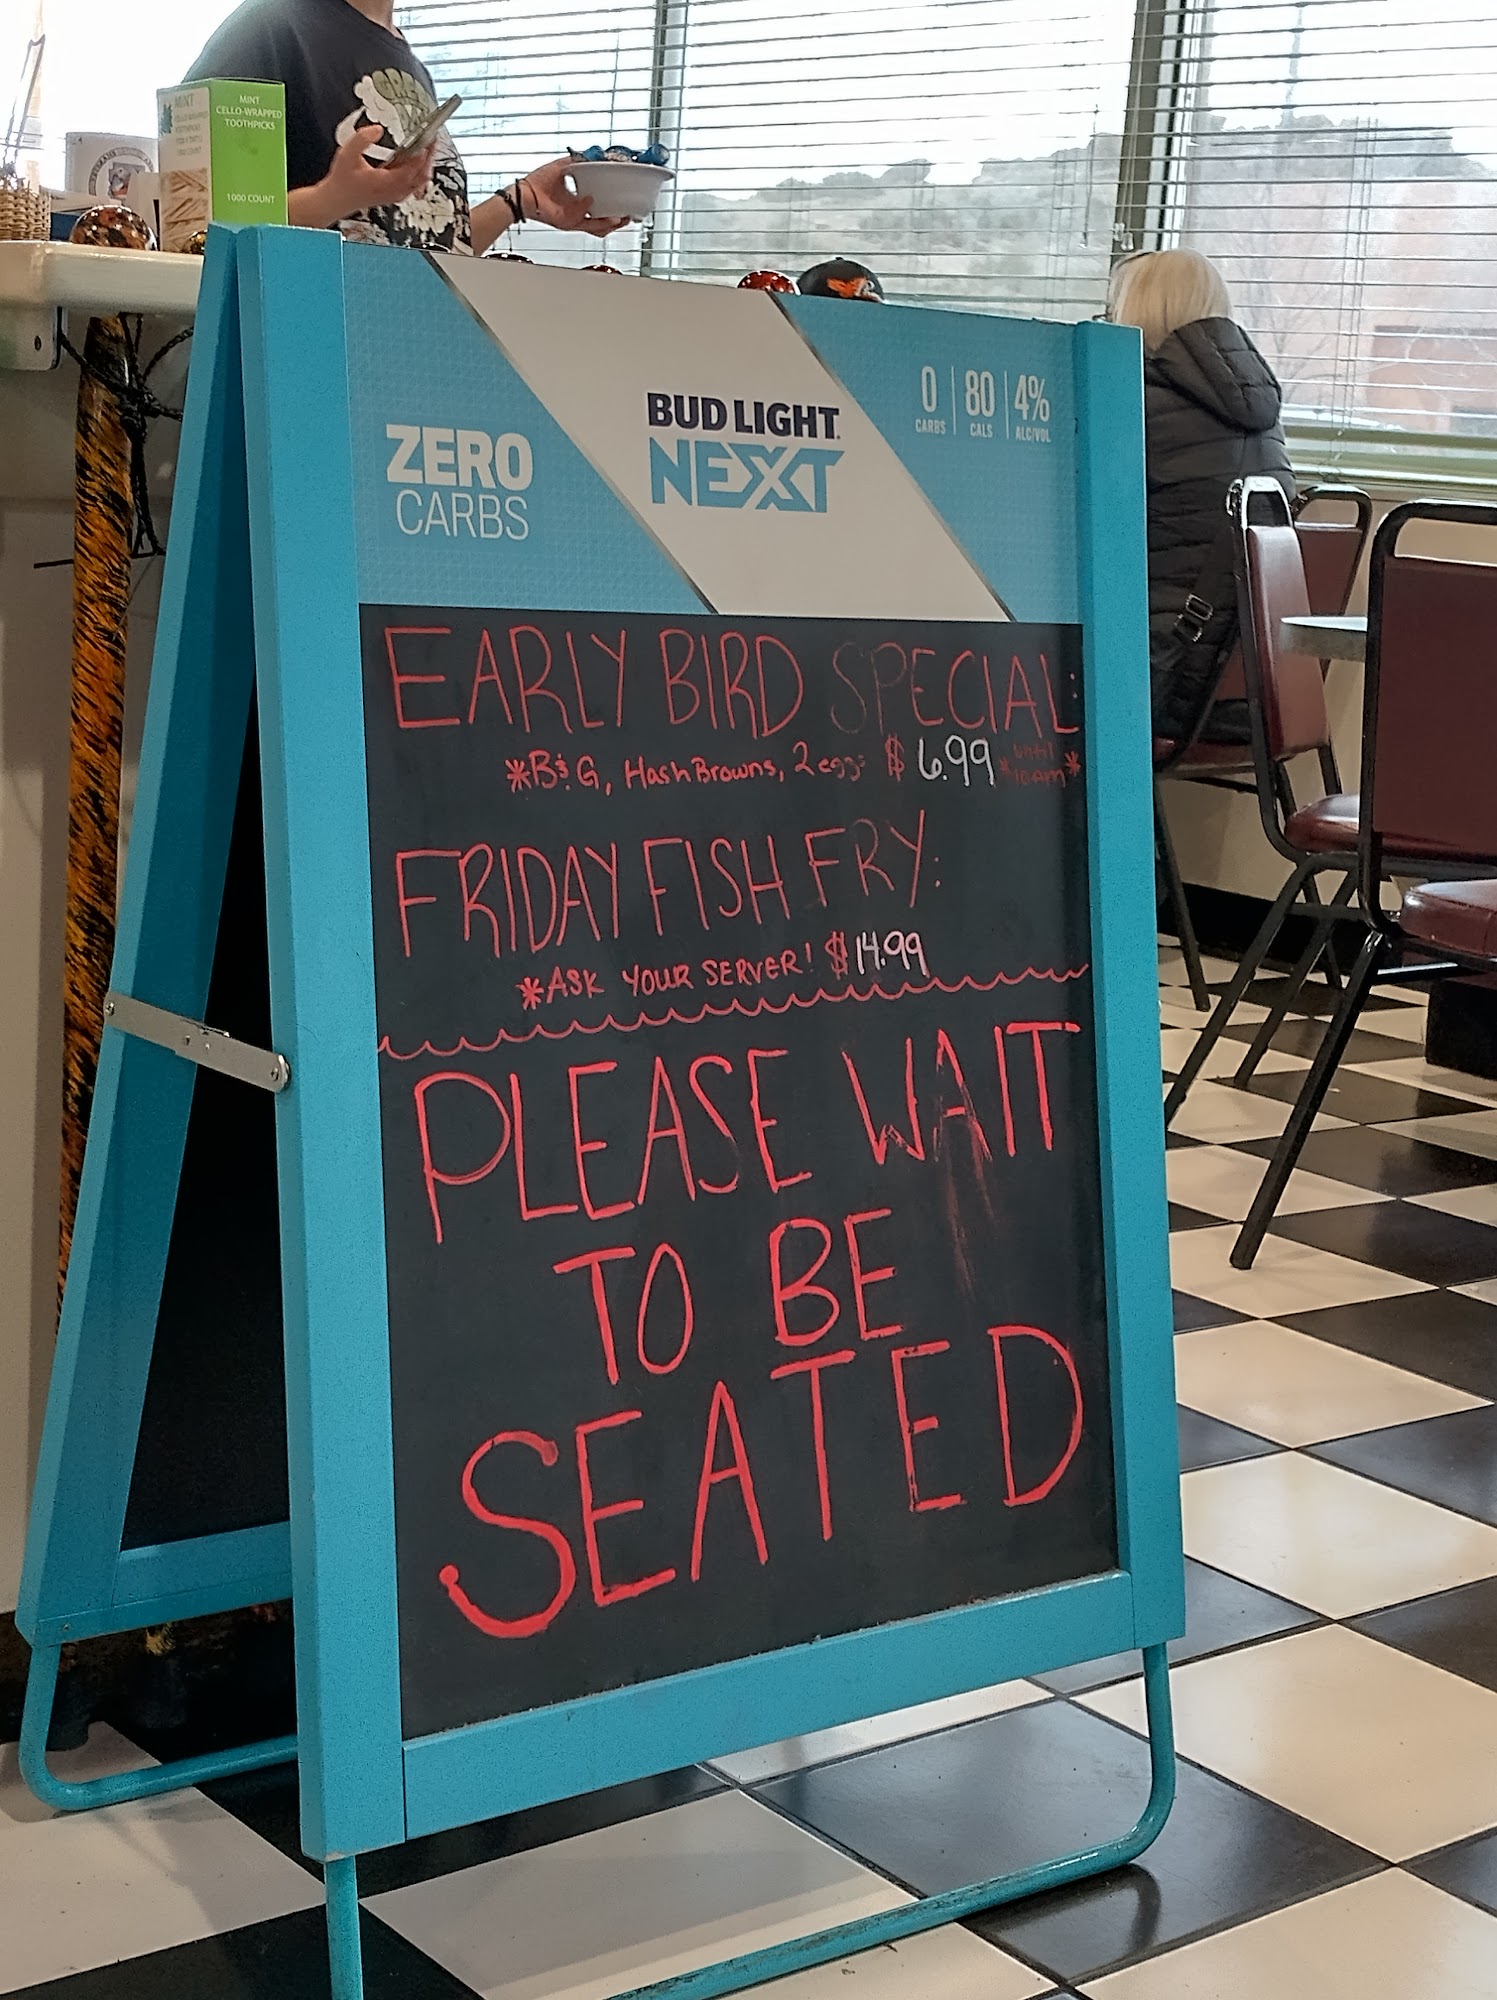 MINT
CELLO-WRAPPED
TOOTHPICKS
1000 COUNT
ZERO
CARBS
BUD LIGHT
NEXT
0 | 80 | 4%
CARBS CALS ALC/VOL
EARLY BIRD SPECIAL:
*B&G, Hash Browns, 2 eggs $6.99 *until 10AM*
FRIDAY FISH FRY:
*ASK YOUR SERVER! $14.99
PLEASE WAIT
TO BE
SEATED